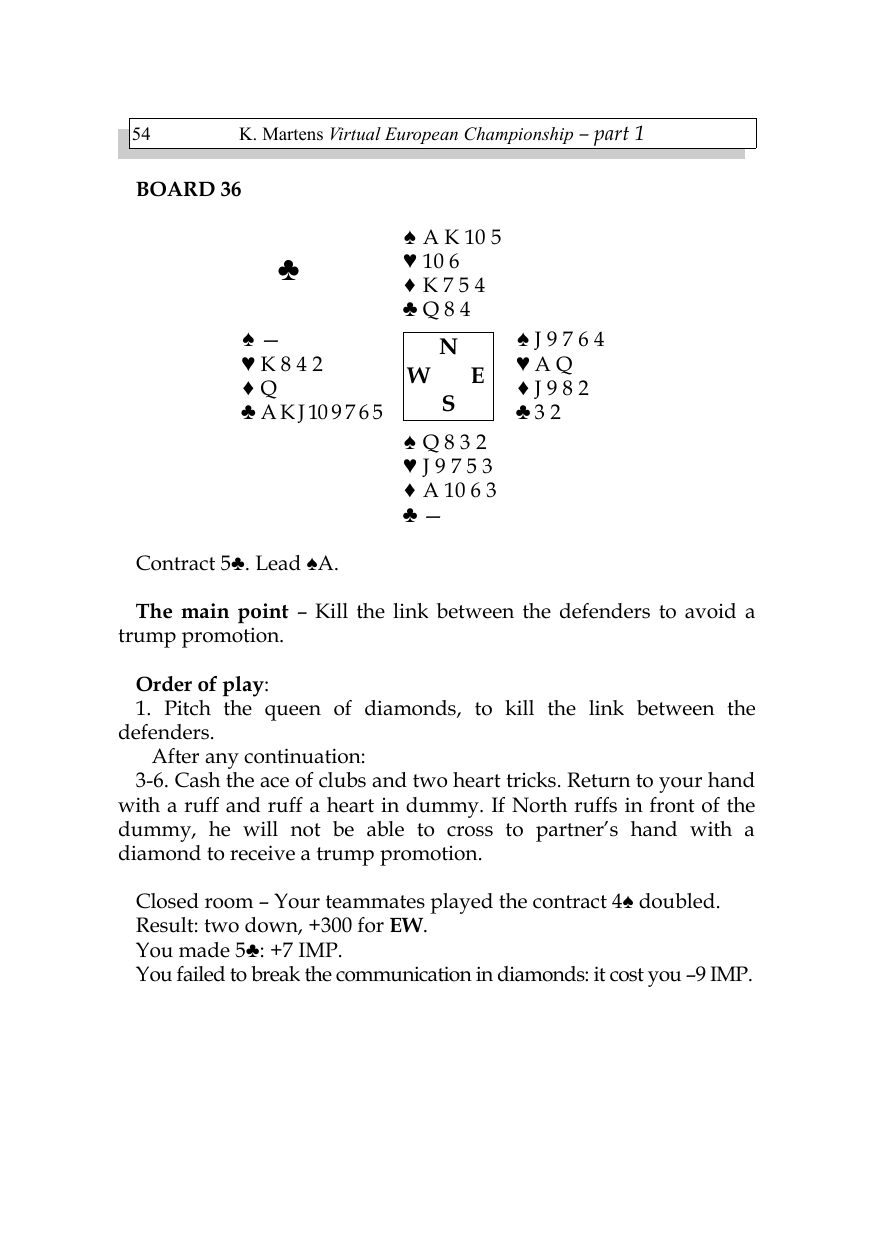 54 K. Martens Virtual European Championship – part 1
BOARD 36
♣
♠ A K 10 5
♥ 10 6
♦ K 7 5 4
♣ Q 8 4
♠ —
♥ K 8 4 2
♦ Q
♣ A K J 10 9 7 6 5
N
W E
S
♠ J 9 7 6 4
♥ A Q
♦ J 9 8 2
♣ 3 2
♠ Q 8 3 2
♥ J 9 7 5 3
♦ A 10 6 3
♣ —
Contract 5♣. Lead ♠A.
The main point – Kill the link between the defenders to avoid a
trump promotion.
Order of play:
1. Pitch the queen of diamonds, to kill the link between the
defenders.
After any continuation:
3-6. Cash the ace of clubs and two heart tricks. Return to your hand
with a ruff and ruff a heart in dummy. If North ruffs in front of the
dummy, he will not be able to cross to partner’s hand with a
diamond to receive a trump promotion.
Closed room – Your teammates played the contract 4♠ doubled.
Result: two down, +300 for EW.
You made 5♣: +7 IMP.
You failed to break the communication in diamonds: it cost you –9 IMP.